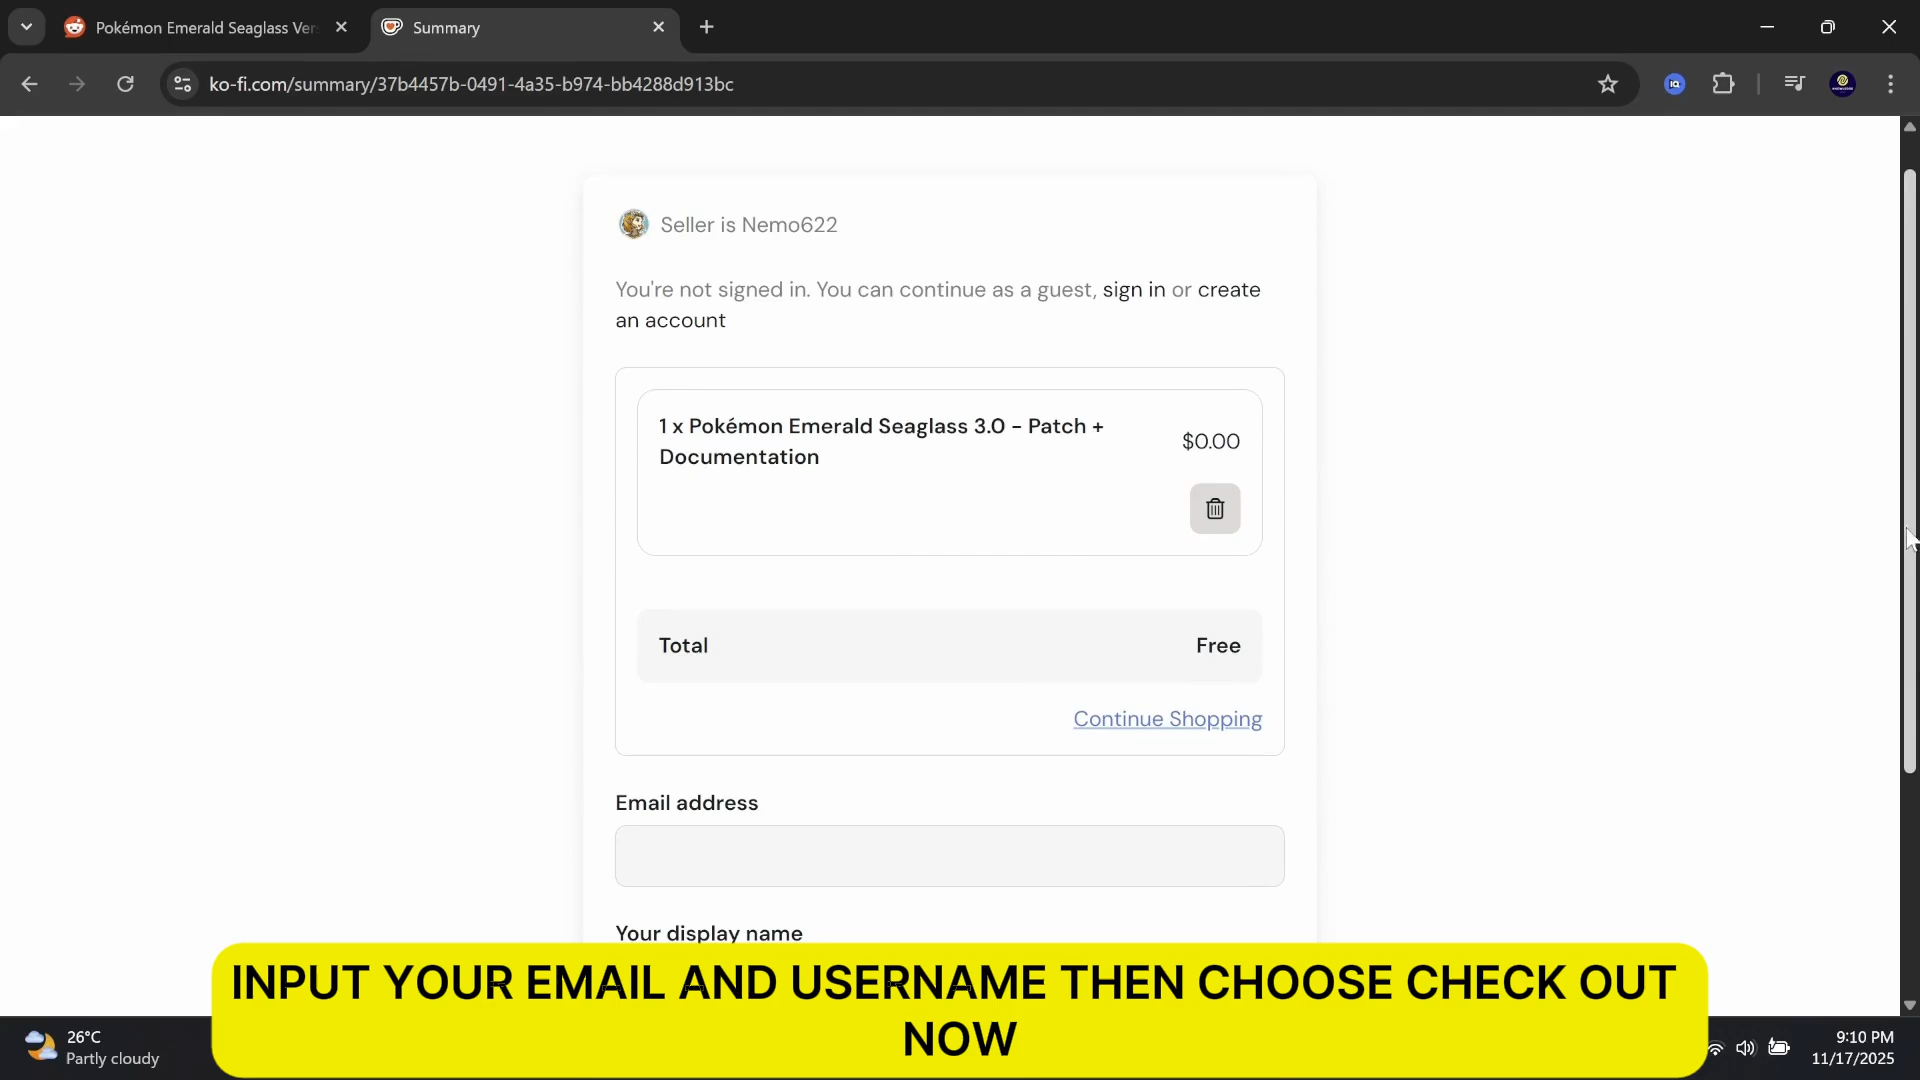 Pokémon Emerald Seaglass Ver
Summary
ko-fi.com/summary/37b4457b-0491-4a35-b974-bb4288d913bc
Seller is Nemo622
You're not signed in. You can continue as a guest, sign in or create
an account
1 x Pokémon Emerald Seaglass 3.0 - Patch +
Documentation
$0.00
Total
Free
Continue Shopping
Email address
Your display name
INPUT YOUR EMAIL AND USERNAME THEN CHOOSE CHECK OUT
NOW
26°C
Partly cloudy
9:10 PM
11/17/2025